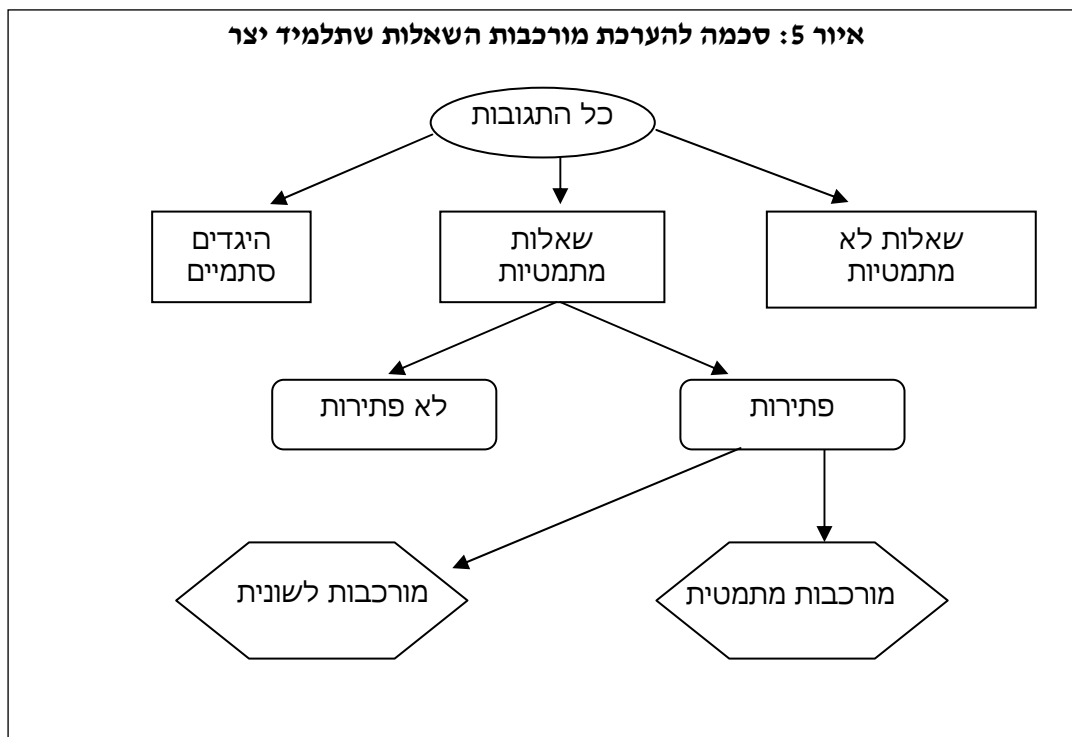 איור 5: סכמה להערכת מורכבות השאלות שתלמיד יצר
כל התגובות
שאלות לא
מתמטיות
שאלות
מתמטיות
היגדים
סתמיים
פתירות
לא פתירות
מורכבות מתמטית
מורכבות לשונית